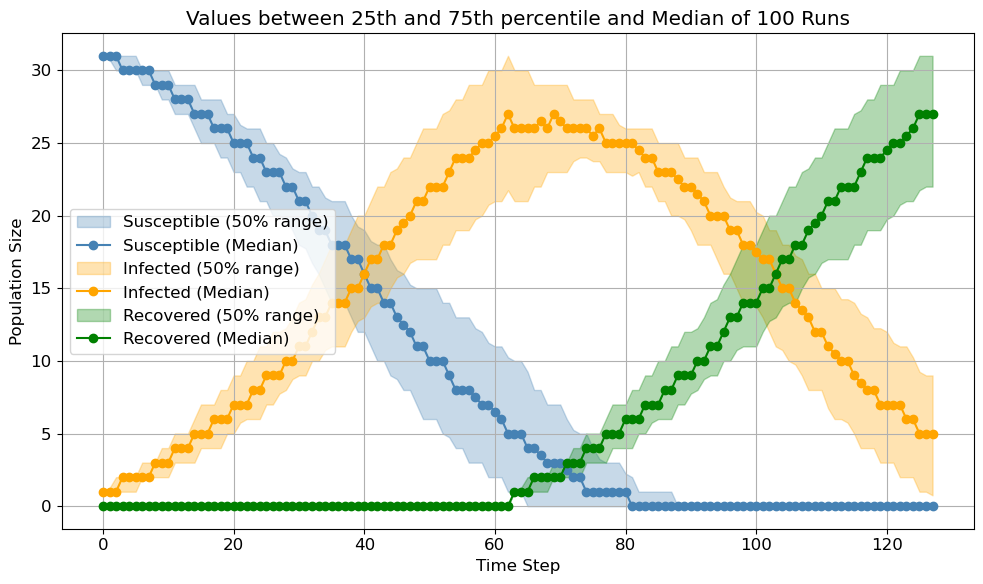 Values between 25th and 75th percentile and Median of 100 Runs
Population Size
30
25
20
15
10
5
0
Susceptible (50% range)
Susceptible (Median)
Infected (50% range)
Infected (Median)
Recovered (50% range)
Recovered (Median)
0 20 40 60 80 100 120
Time Step